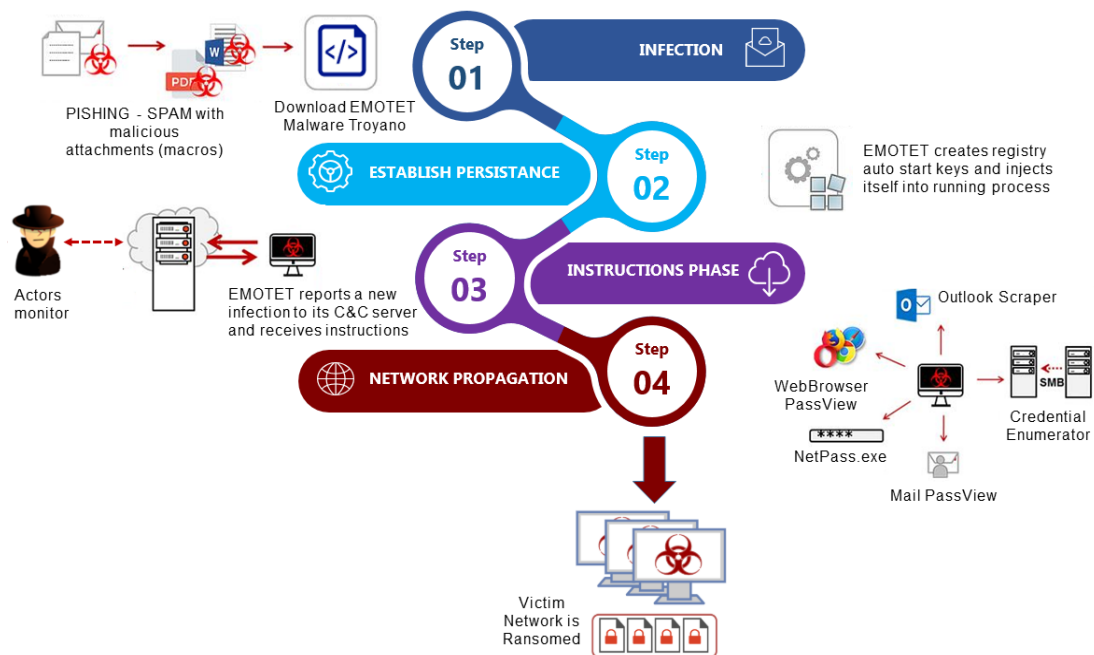 Step
01
INFECTION
W
PDF
</>
PISHING - SPAM with
malicious
attachments (macros)
Download EMOTET
Malware Troyano
Step
02
ESTABLISH PERSISTANCE
EMOTET creates registry
auto start keys and injects
itself into running process
Step
03
INSTRUCTIONS PHASE
Actors
monitor
EMOTET reports a new
infection to its C&C server
and receives instructions
Step
04
NETWORK PROPAGATION
O
Outlook Scraper
WebBrowser
PassView
SMB
Credential
Enumerator
****
NetPass.exe
Mail PassView
Victim
Network is
Ransomed